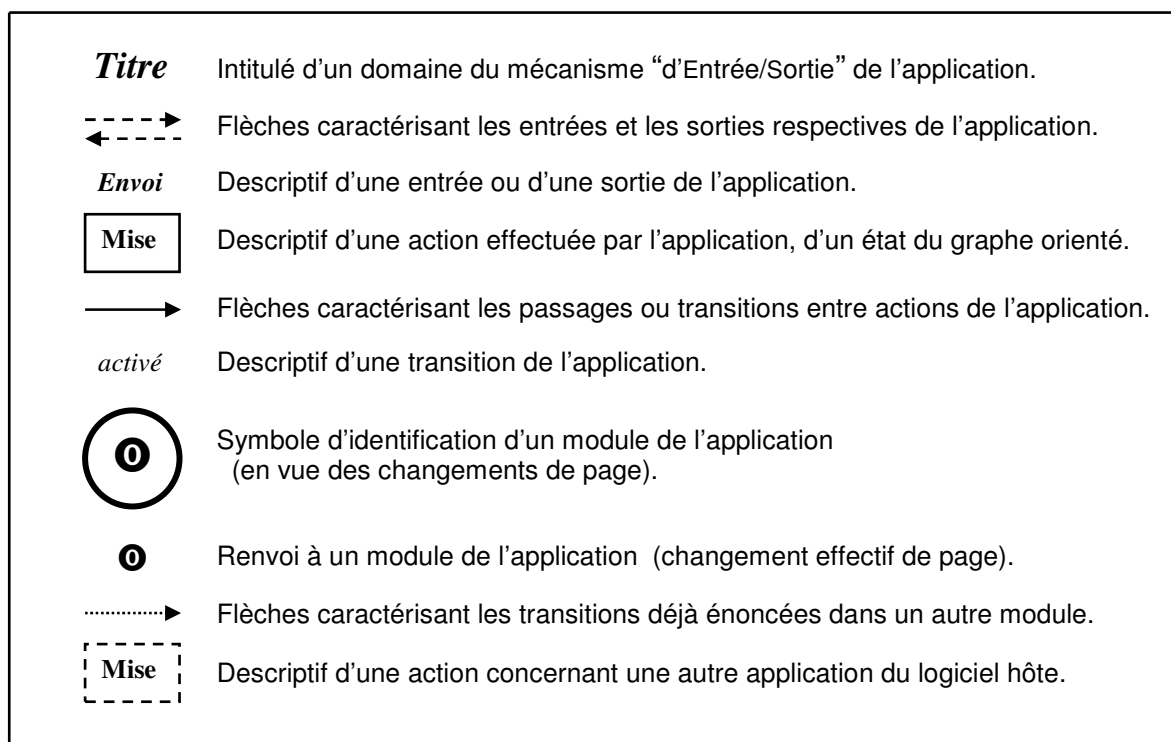 Titre Intitulé d'un domaine du mécanisme “d'Entrée/Sortie” de l'application.
Flèches caractérisant les entrées et les sorties respectives de l'application.
Envoi Descriptif d'une entrée ou d'une sortie de l'application.
Mise Descriptif d'une action effectuée par l'application, d'un état du graphe orienté.
Flèches caractérisant les passages ou transitions entre actions de l'application.
activé Descriptif d'une transition de l'application.
0 Symbole d'identification d'un module de l'application
(en vue des changements de page).
0 Renvoi à un module de l'application (changement effectif de page).
Flèches caractérisant les transitions déjà énoncées dans un autre module.
Mise Descriptif d'une action concernant une autre application du logiciel hôte.